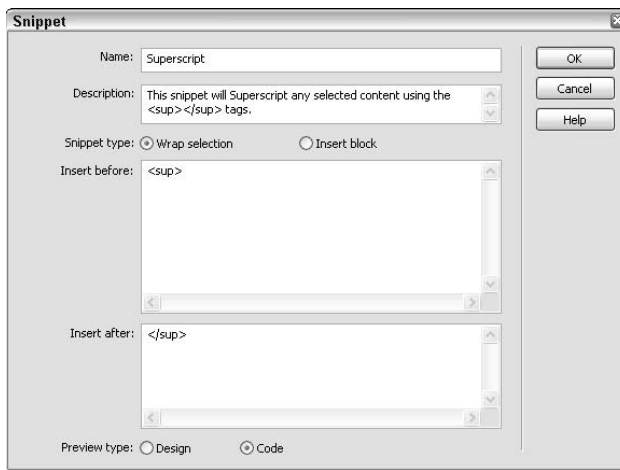 Snippet
Name: Superscript
OK
Description: This snippet will Superscript any selected content using the
<sup></sup> tags.
Cancel
Help
Snippet type: Wrap selection Insert block
Insert before: <sup>
Insert after: </sup>
Preview type: Design Code